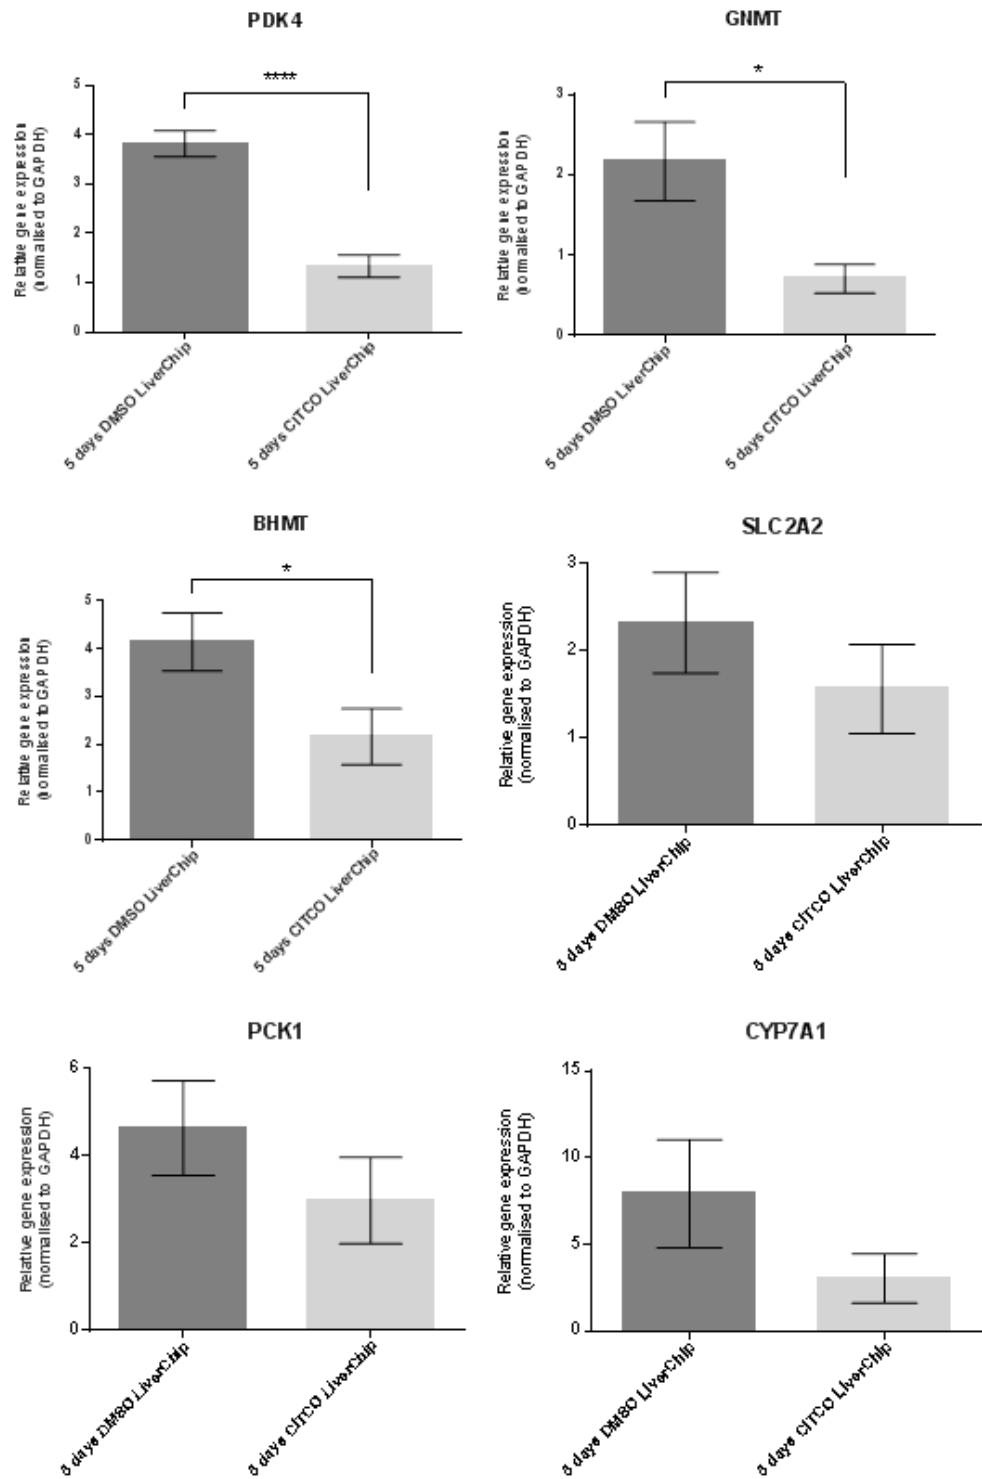 PDK4
****
Relative gene expression
(normalised to GAPDH)
5
4
3
2
1
0
5 days DMSO LiverChip
5 days CITCO LiverChip
GNMT
*
Relative gene expression
(normalised to GAPDH)
3
2
1
0
5 days DMSO LiverChip
5 days CITCO LiverChip
BHMT
*
Relative gene expression
(normalised to GAPDH)
5
4
3
2
1
0
5 days DMSO LiverChip
5 days CITCO LiverChip
SLC2A2
Relative gene expression
(normalised to GAPDH)
3
2
1
0
5 days DMSO LiverChip
5 days CITCO LiverChip
PCK1
Relative gene expression
(normalised to GAPDH)
6
4
2
0
5 days DMSO LiverChip
5 days CITCO LiverChip
CYP7A1
Relative gene expression
(normalised to GAPDH)
15
10
5
0
5 days DMSO LiverChip
5 days CITCO LiverChip